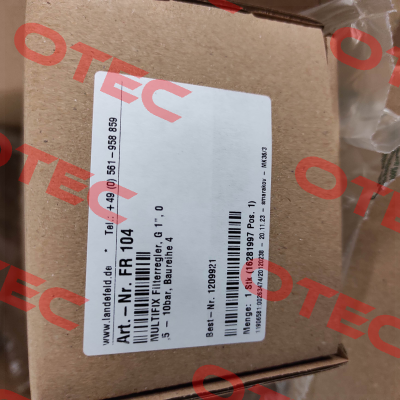 www.landefeld.de * Tel.: +49 (0) 561-958 859
Art.-Nr. FR 104
MULTIFIX Filterregler, G 1", 0
,5 - 10bar, Baureihe 4
Best-Nr. 1209921
Menge: 1 Stk (16281997 Pos. 1)
OTEC
OTEC
OTEC
OTEC
OTEC